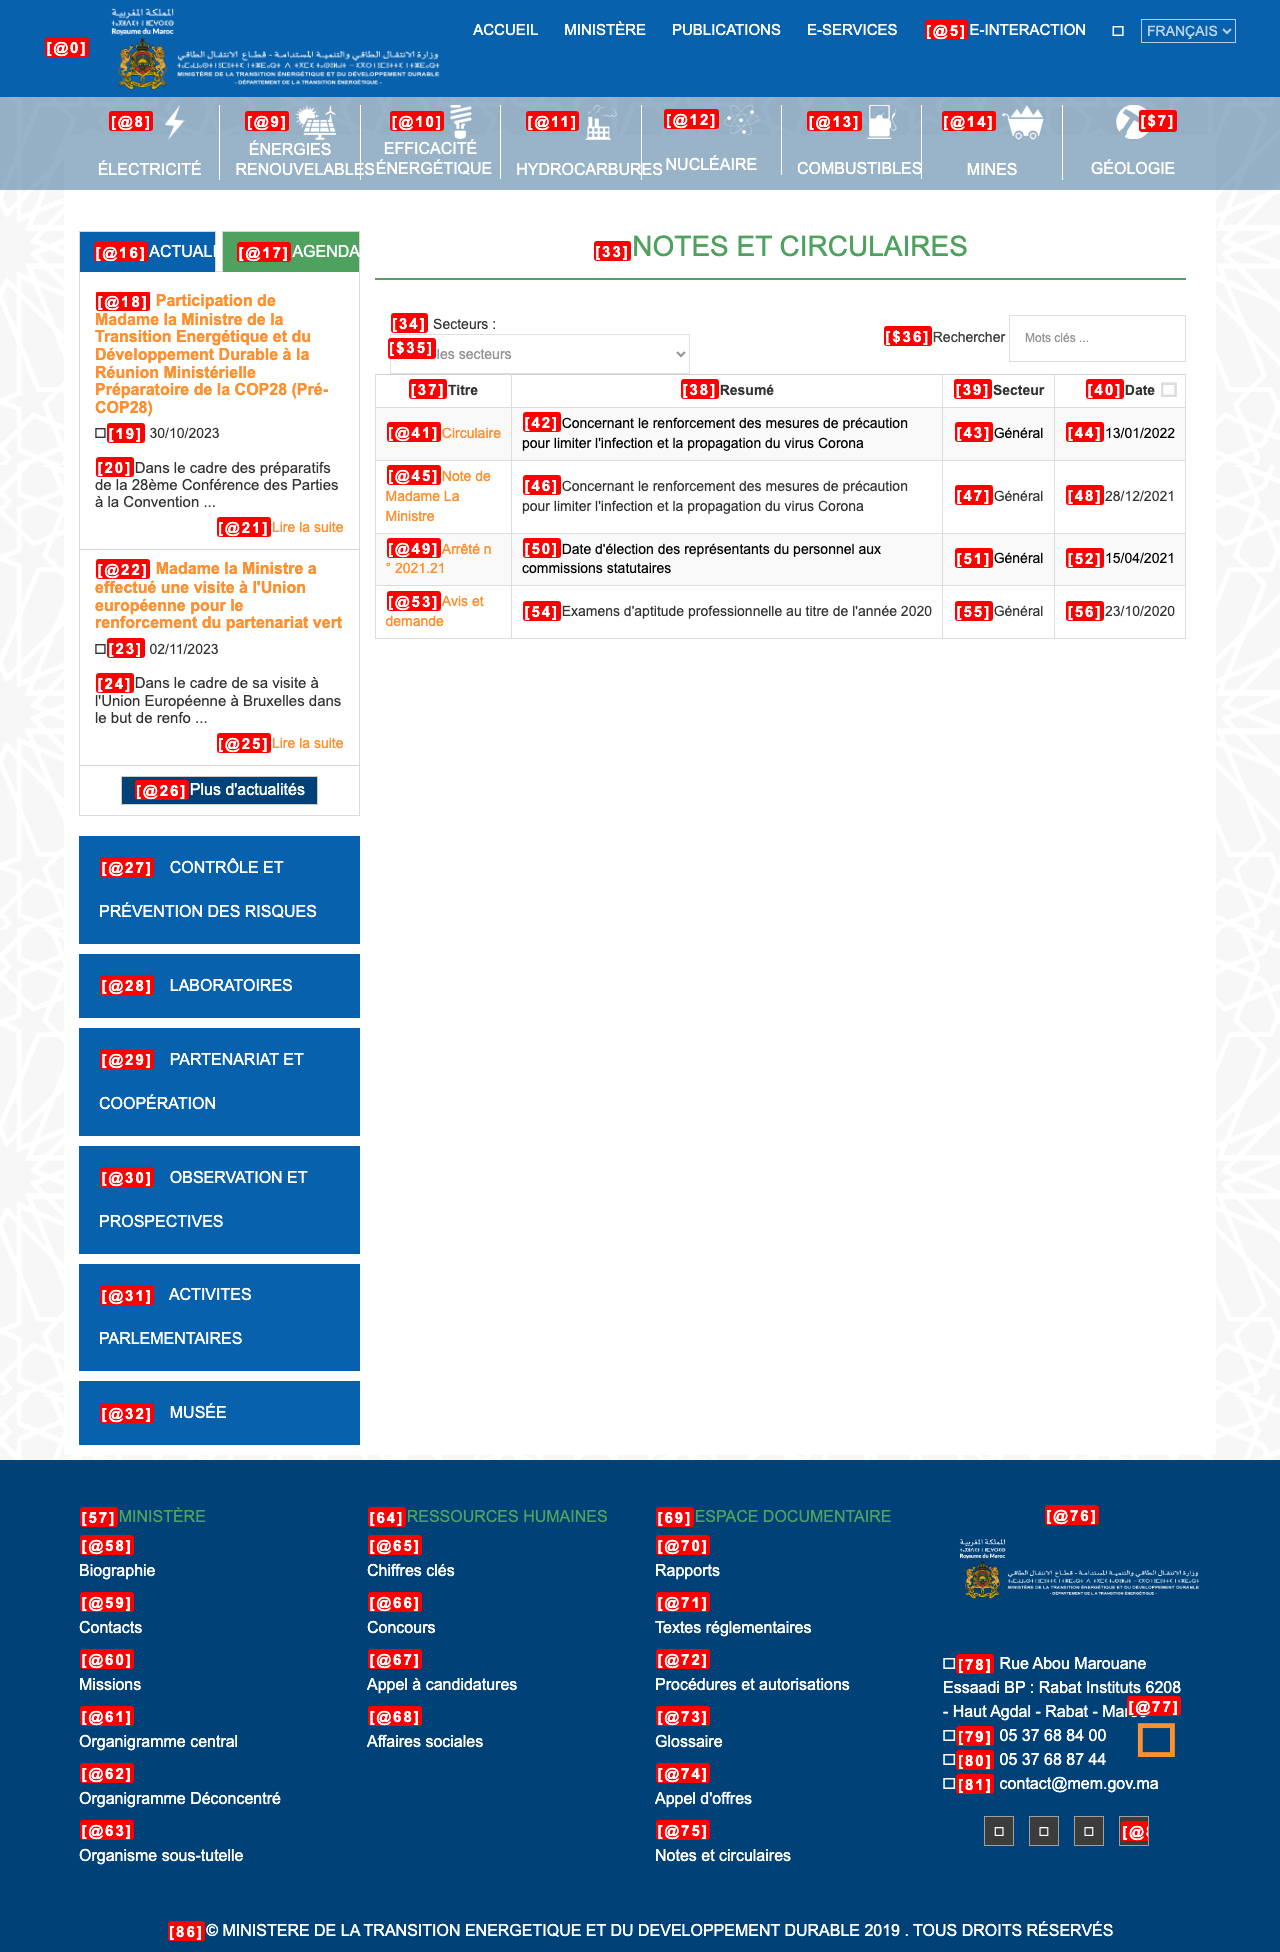 المملكة المغربية
Royaume du Maroc
MINISTÈRE DE LA TRANSITION ÉNERGÉTIQUE ET DU DÉVELOPPEMENT DURABLE
- DÉPARTEMENT DE LA TRANSITION ÉNERGÉTIQUE -
[@0]
ACCUEIL MINISTÈRE PUBLICATIONS E-SERVICES [@5] E-INTERACTION FRANÇAIS
[@8] [@9] [@10] [@11] [@12] [@13] [@14] [$7]
ÉLECTRICITÉ
ÉNERGIES
RENOUVELABLES
EFFICACITÉ
ÉNERGÉTIQUE
HYDROCARBURES
NUCLÉAIRE
COMBUSTIBLES
MINES
GÉOLOGIE
[@16] ACTUALI [@17] AGENDA
[@18] Participation de
Madame la Ministre de la
Transition Energétique et du
Développement Durable à la
Réunion Ministérielle
Préparatoire de la COP28 (Pré-
COP28)
[19] 30/10/2023
[20] Dans le cadre des préparatifs
de la 28ème Conférence des Parties
à la Convention ...
[@21] Lire la suite
[@22] Madame la Ministre a
effectué une visite à l'Union
européenne pour le
renforcement du partenariat vert
[23] 02/11/2023
[24] Dans le cadre de sa visite à
l'Union Européenne à Bruxelles dans
le but de renfo ...
[@25] Lire la suite
[@26] Plus d'actualités
[@27] CONTRÔLE ET
PRÉVENTION DES RISQUES
[@28] LABORATOIRES
[@29] PARTENARIAT ET
COOPÉRATION
[@30] OBSERVATION ET
PROSPECTIVES
[@31] ACTIVITES
PARLEMENTAIRES
[@32] MUSÉE
[33] NOTES ET CIRCULAIRES
[34] Secteurs :
[$35] les secteurs
[$36] Rechercher Mots clés ...
[37] Titre [38] Resumé [39] Secteur [40] Date
[@41] Circulaire
[42] Concernant le renforcement des mesures de précaution
pour limiter l'infection et la propagation du virus Corona
[43] Général [44] 13/01/2022
[@45] Note de
Madame La
Ministre
[46] Concernant le renforcement des mesures de précaution
pour limiter l'infection et la propagation du virus Corona
[47] Général [48] 28/12/2021
[@49] Arrêté n
° 2021.21
[50] Date d'élection des représentants du personnel aux
commissions statutaires
[51] Général [52] 15/04/2021
[@53] Avis et
demande
[54] Examens d'aptitude professionnelle au titre de l'année 2020
[55] Général [56] 23/10/2020
[57] MINISTÈRE
[@58]
Biographie
[@59]
Contacts
[@60]
Missions
[@61]
Organigramme central
[@62]
Organigramme Déconcentré
[@63]
Organisme sous-tutelle
[64] RESSOURCES HUMAINES
[@65]
Chiffres clés
[@66]
Concours
[@67]
Appel à candidatures
[@68]
Affaires sociales
[69] ESPACE DOCUMENTAIRE
[@70]
Rapports
[@71]
Textes réglementaires
[@72]
Procédures et autorisations
[@73]
Glossaire
[@74]
Appel d'offres
[@75]
Notes et circulaires
[@76]
المملكة المغربية
Royaume du Maroc
MINISTÈRE DE LA TRANSITION ÉNERGÉTIQUE ET DU DÉVELOPPEMENT DURABLE
- DÉPARTEMENT DE LA TRANSITION ÉNERGÉTIQUE -
[78] Rue Abou Marouane
Essaadi BP : Rabat Instituts 6208
- Haut Agdal - Rabat - Maroc
[@77]
[79] 05 37 68 84 00
[80] 05 37 68 87 44
[81] contact@mem.gov.ma
[@8
[86] © MINISTERE DE LA TRANSITION ENERGETIQUE ET DU DEVELOPPEMENT DURABLE 2019 . TOUS DROITS RÉSERVÉS